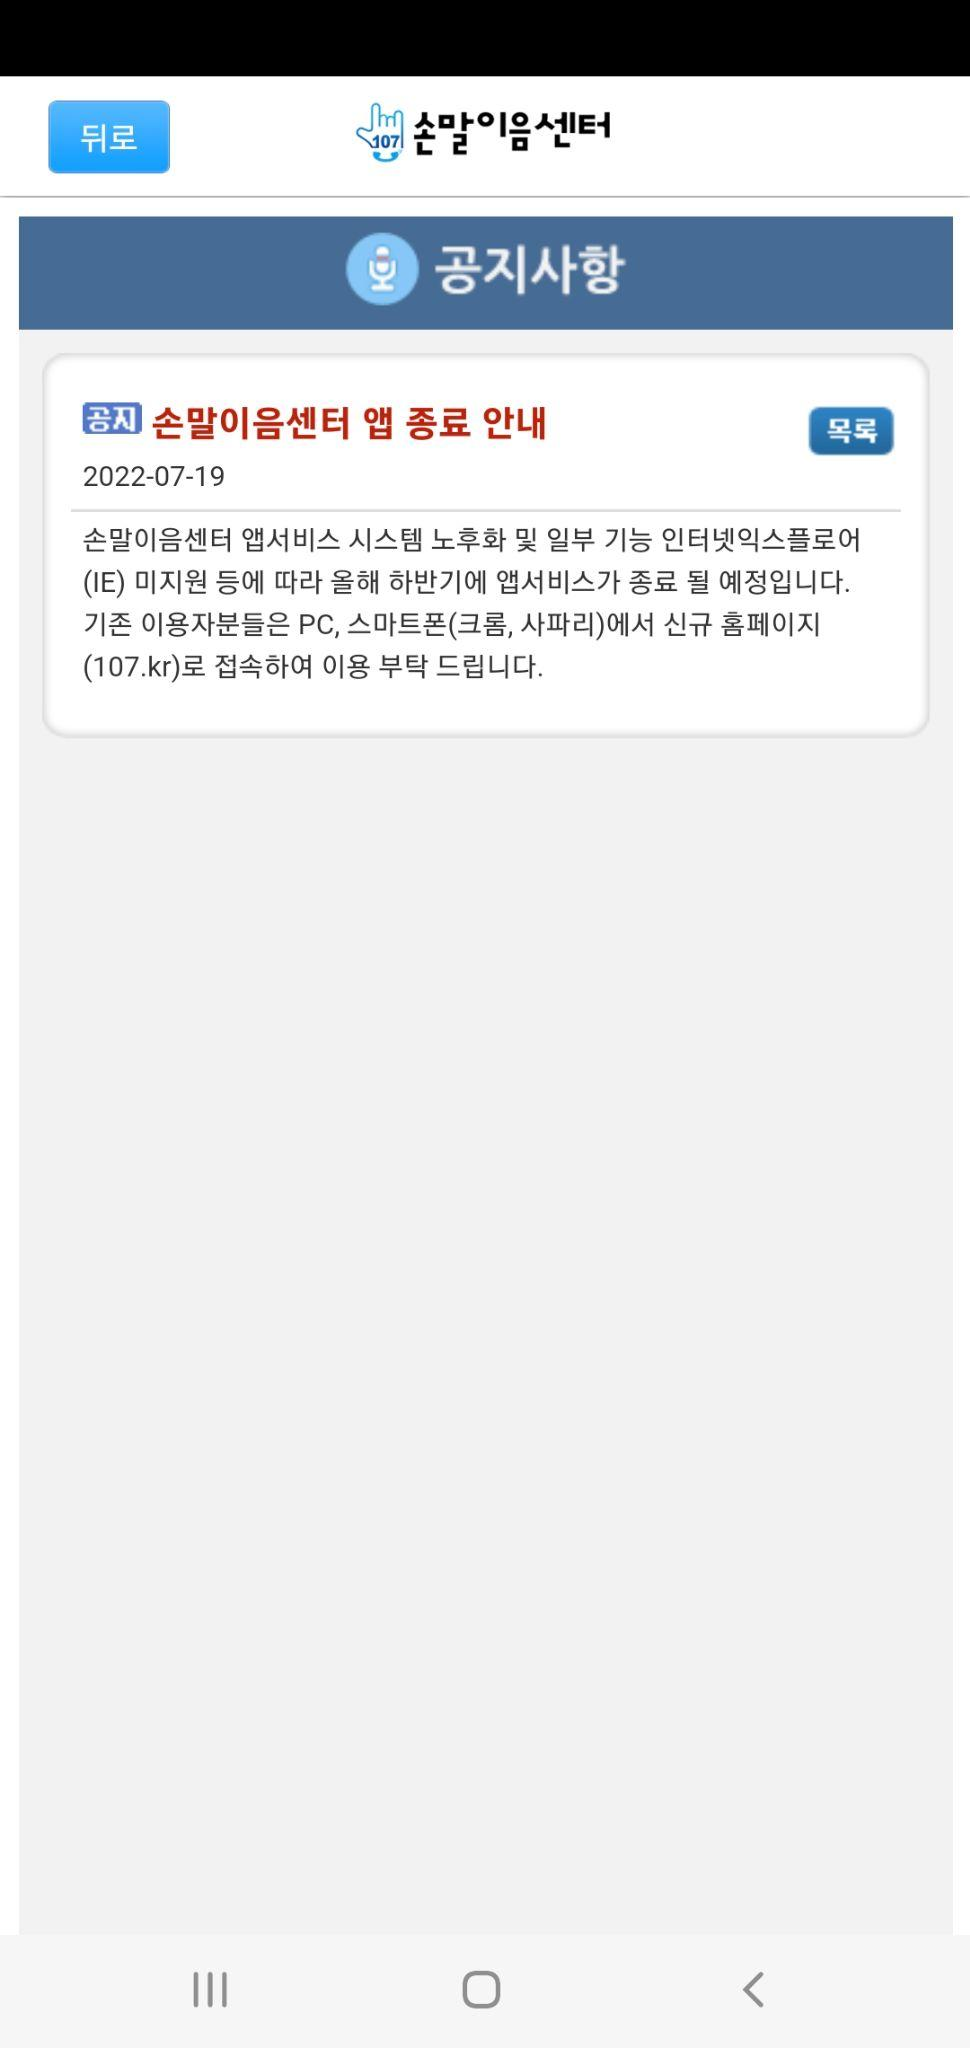 뒤로
107 손말이음센터
공지사항
공지 손말이음센터 앱 종료 안내
목록
2022-07-19
손말이음센터 앱서비스 시스템 노후화 및 일부 기능 인터넷익스플로어
(IE) 미지원 등에 따라 올해 하반기에 앱서비스가 종료 될 예정입니다.
기존 이용자분들은 PC, 스마트폰(크롬, 사파리)에서 신규 홈페이지
(107.kr)로 접속하여 이용 부탁 드립니다.